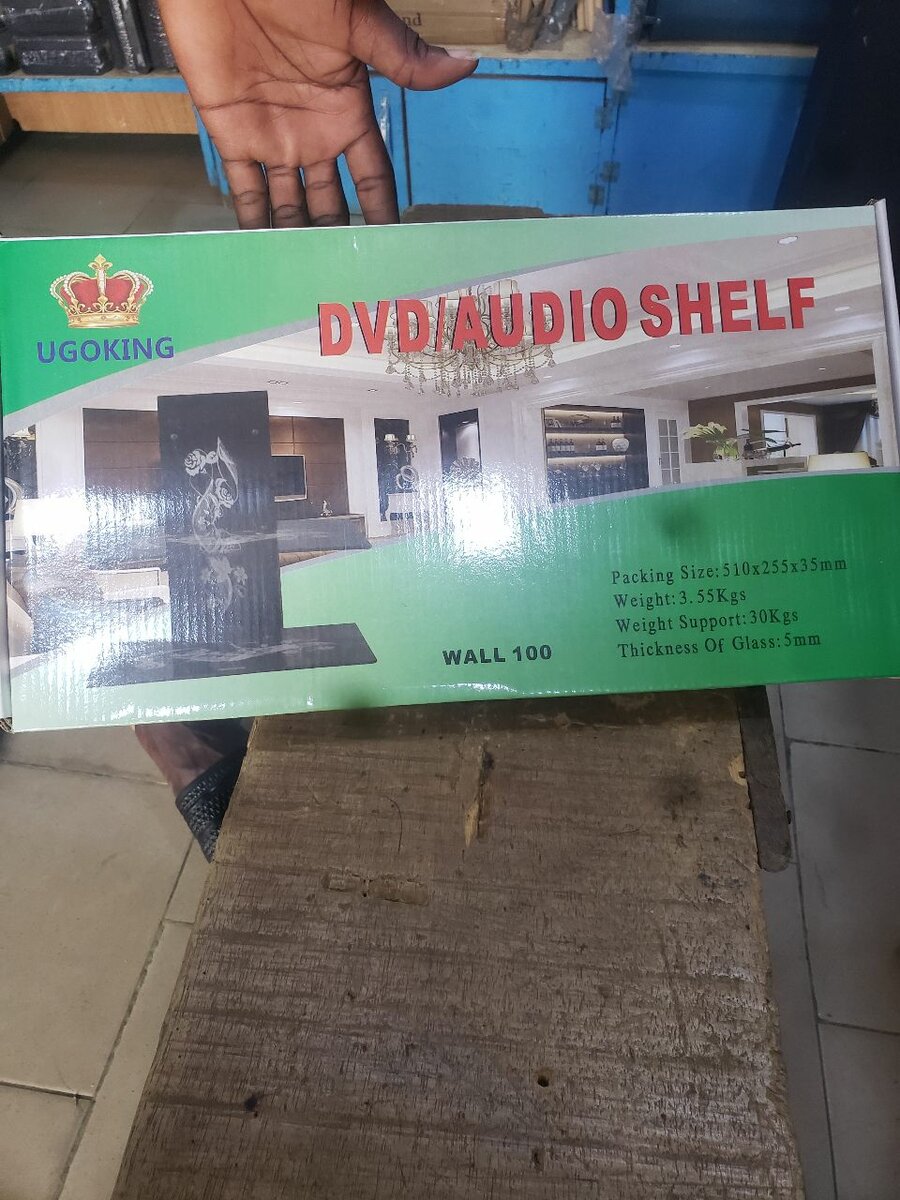 nd
UGOKING
DVD/AUDIO SHELF
Packing Size:510x255x35mm
Weight:3.55Kgs
Weight Support:30Kgs
Thickness Of Glass:5mm
WALL 100